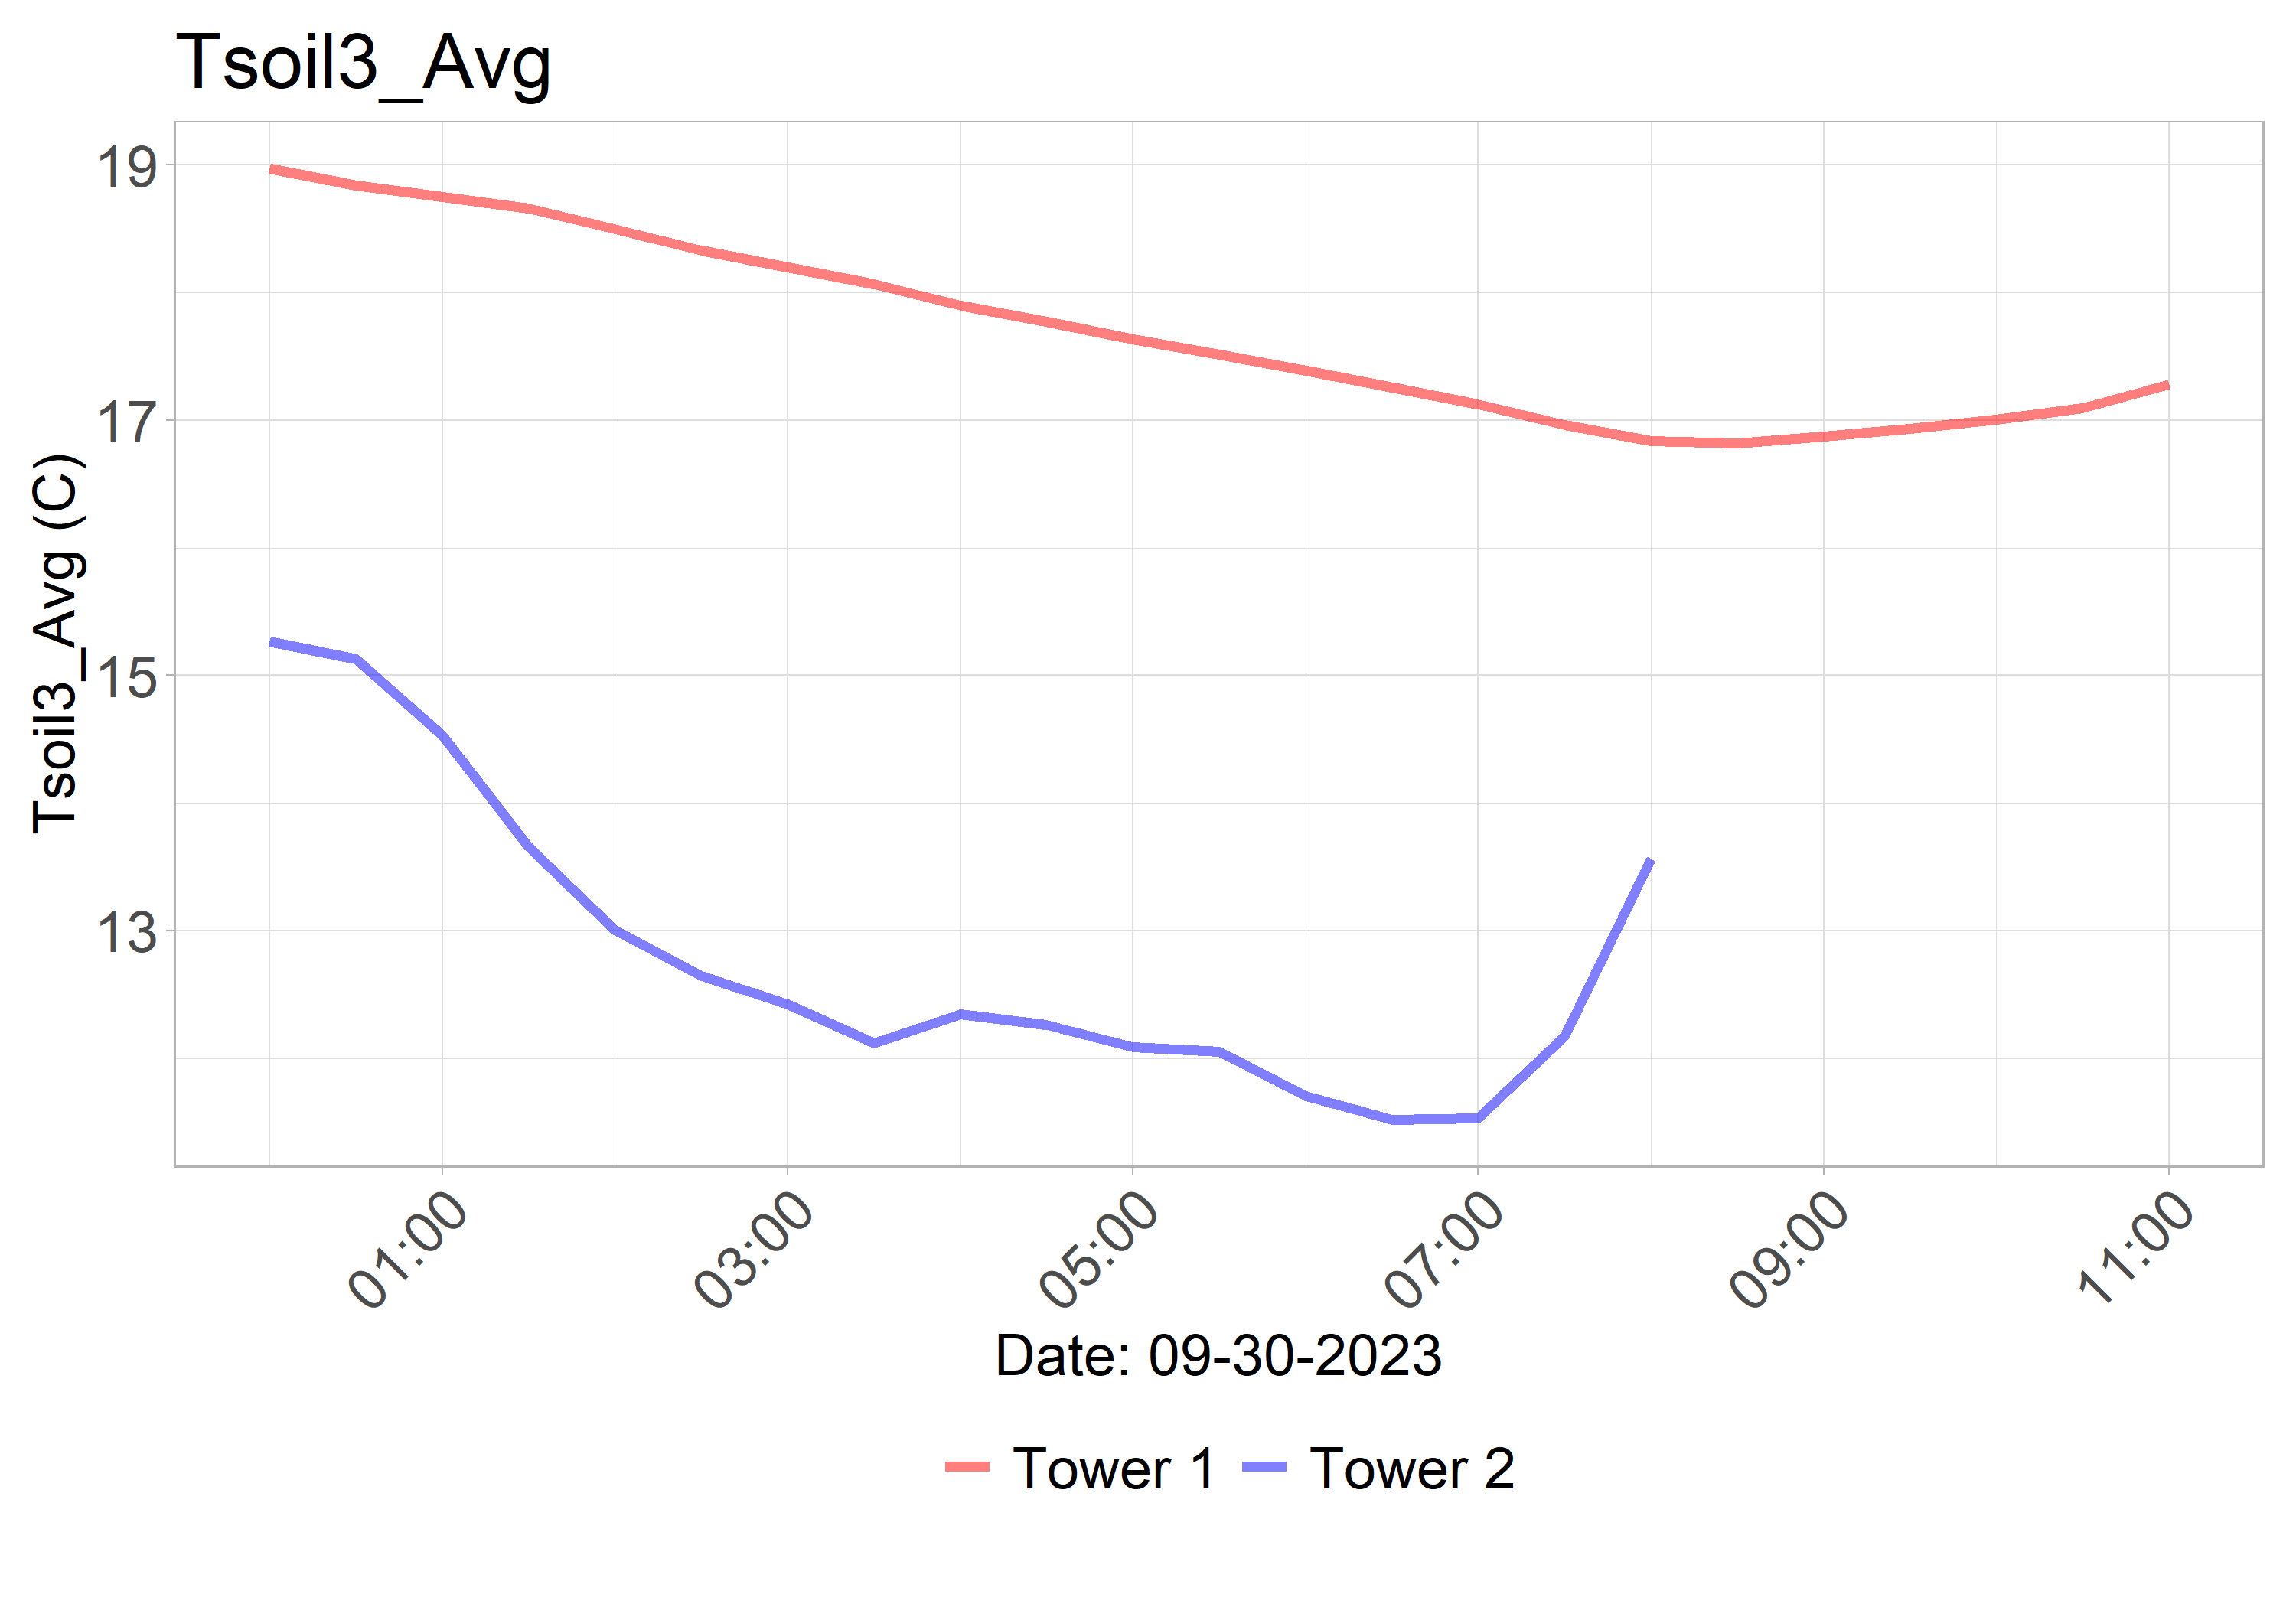 Tsoil3_Avg
Tsoil3_Avg (C)
19
17
15
13
01:00
03:00
05:00
07:00
09:00
11:00
Date: 09-30-2023
Tower 1
Tower 2